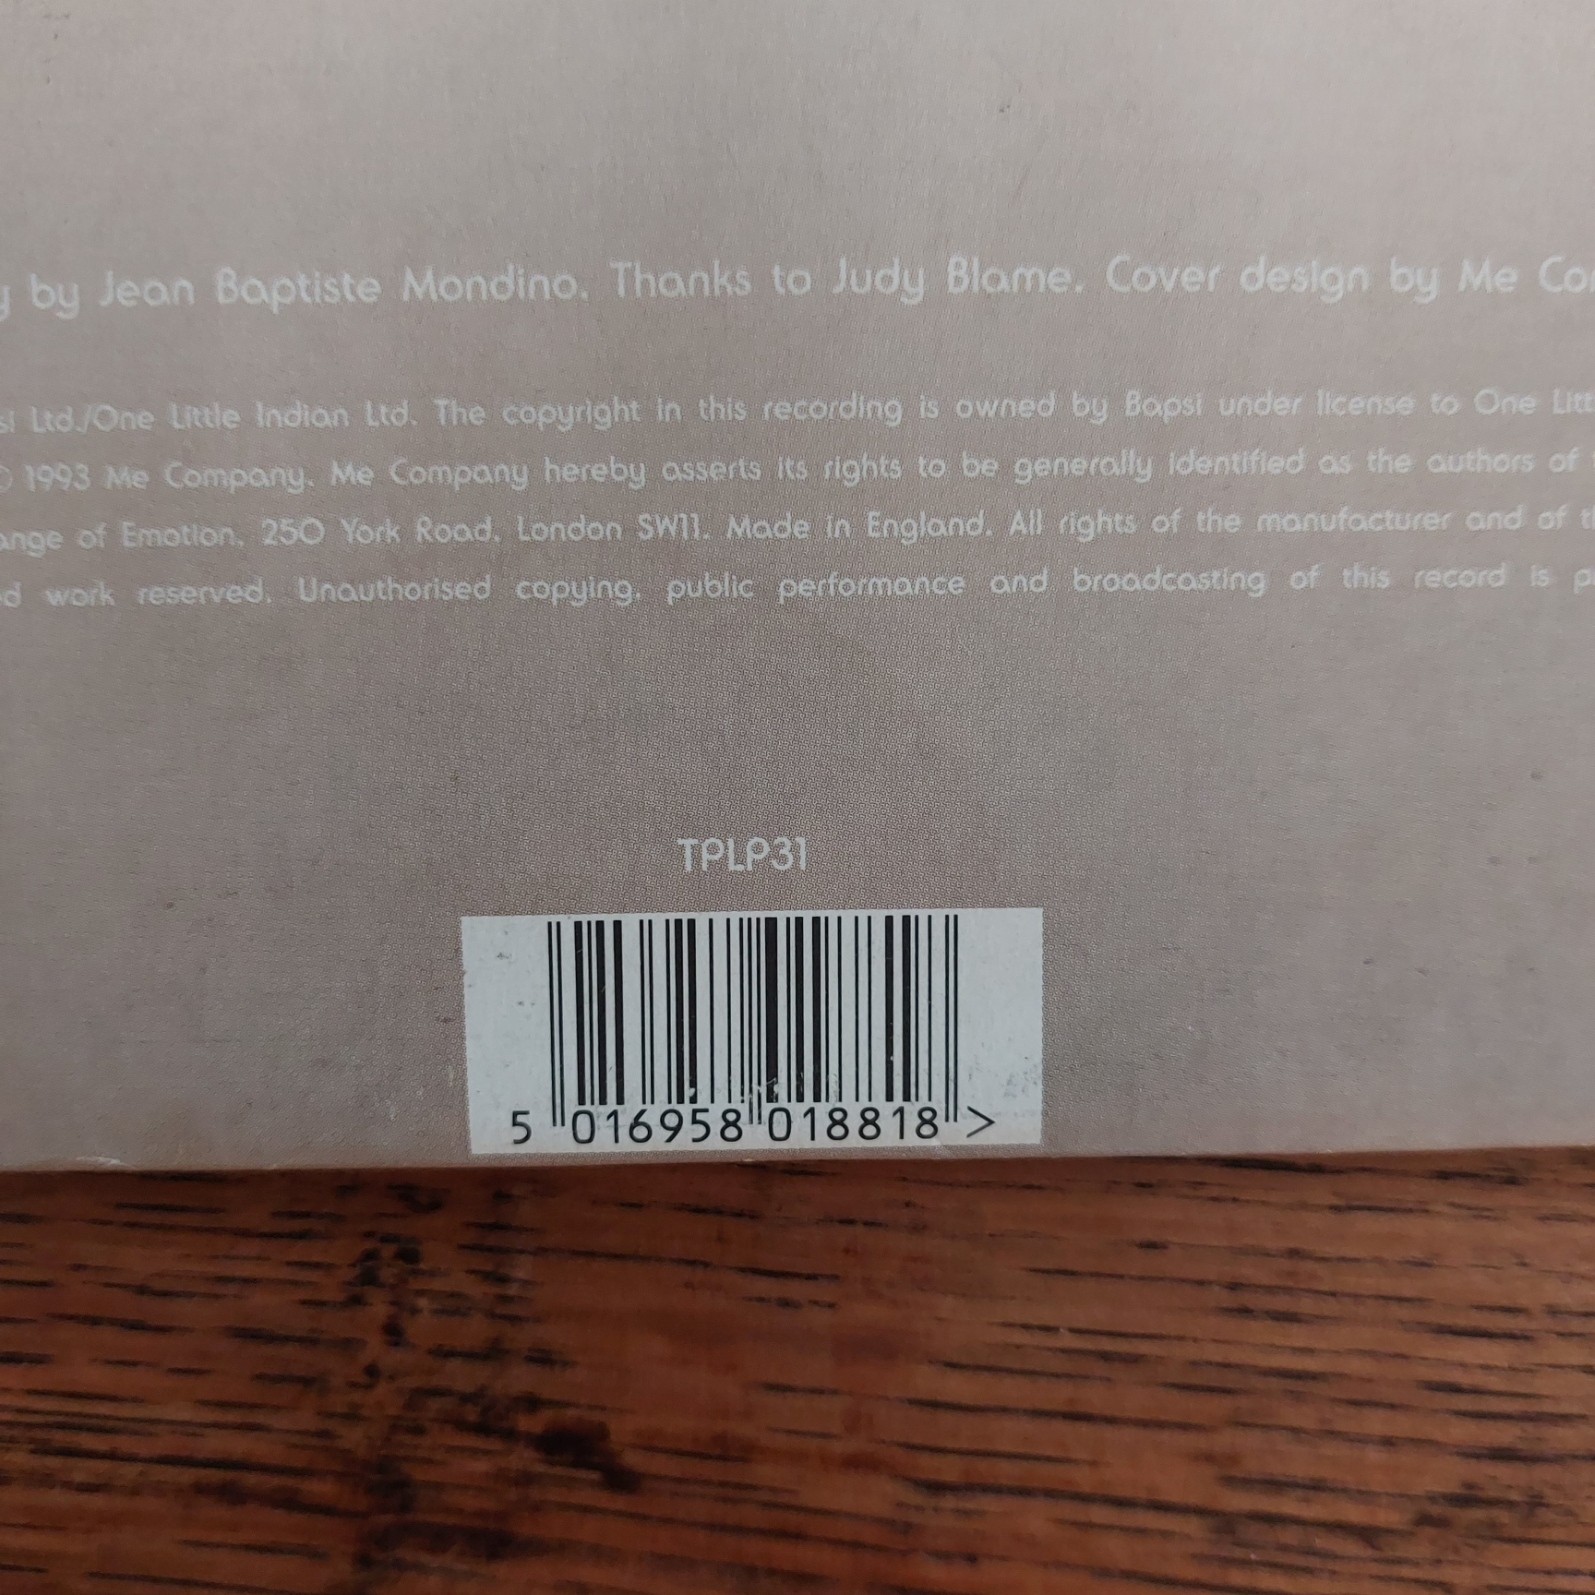 by Jean Baptiste Mondino. Thanks to Judy Blame. Cover design by Me
Ltd./One Little Indian Ltd. The copyright in this recording is owned by Bapsi under license to One
© 1993 Me Company. Me Company hereby asserts its rights to be generally identified as the authors of
of Emotion, 250 York Road, London SW11. Made in England. All rights of the manufacturer and of
work reserved. Unauthorised copying, public performance and broadcasting of this record is
TPLP31
5 016958 018818 >